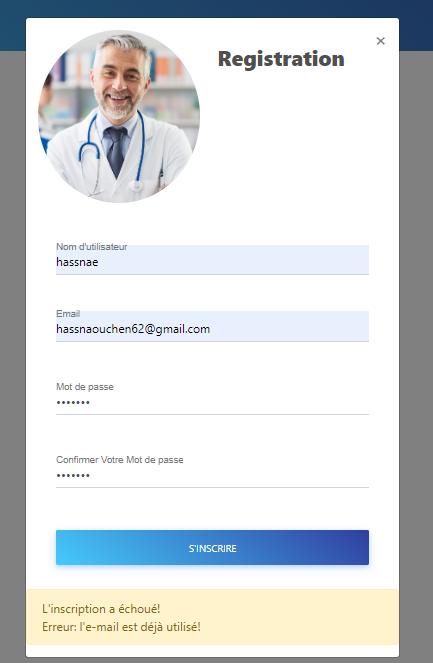 ×
Registration
Nom d'utilisateur
hassnae
Email
hassnaouchen62@gmail.com
Mot de passe
•••••••
Confirmer Votre Mot de passe
•••••••
S'INSCRIRE
L'inscription a échoué!
Erreur: l'e-mail est déjà utilisé!